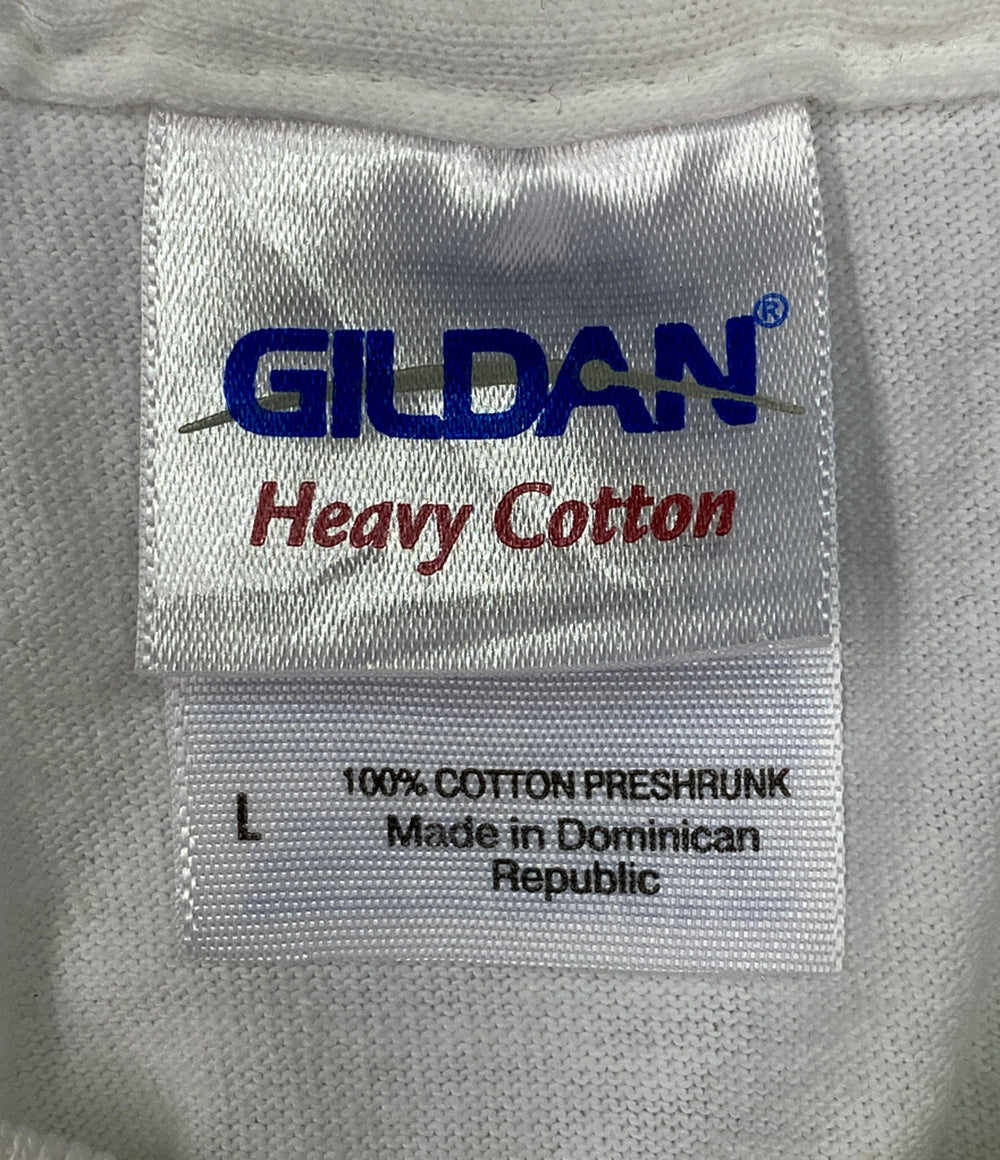 GILDAN®
Heavy Cotton
L
100% COTTON PRESHRUNK
Made in Dominican
Republic